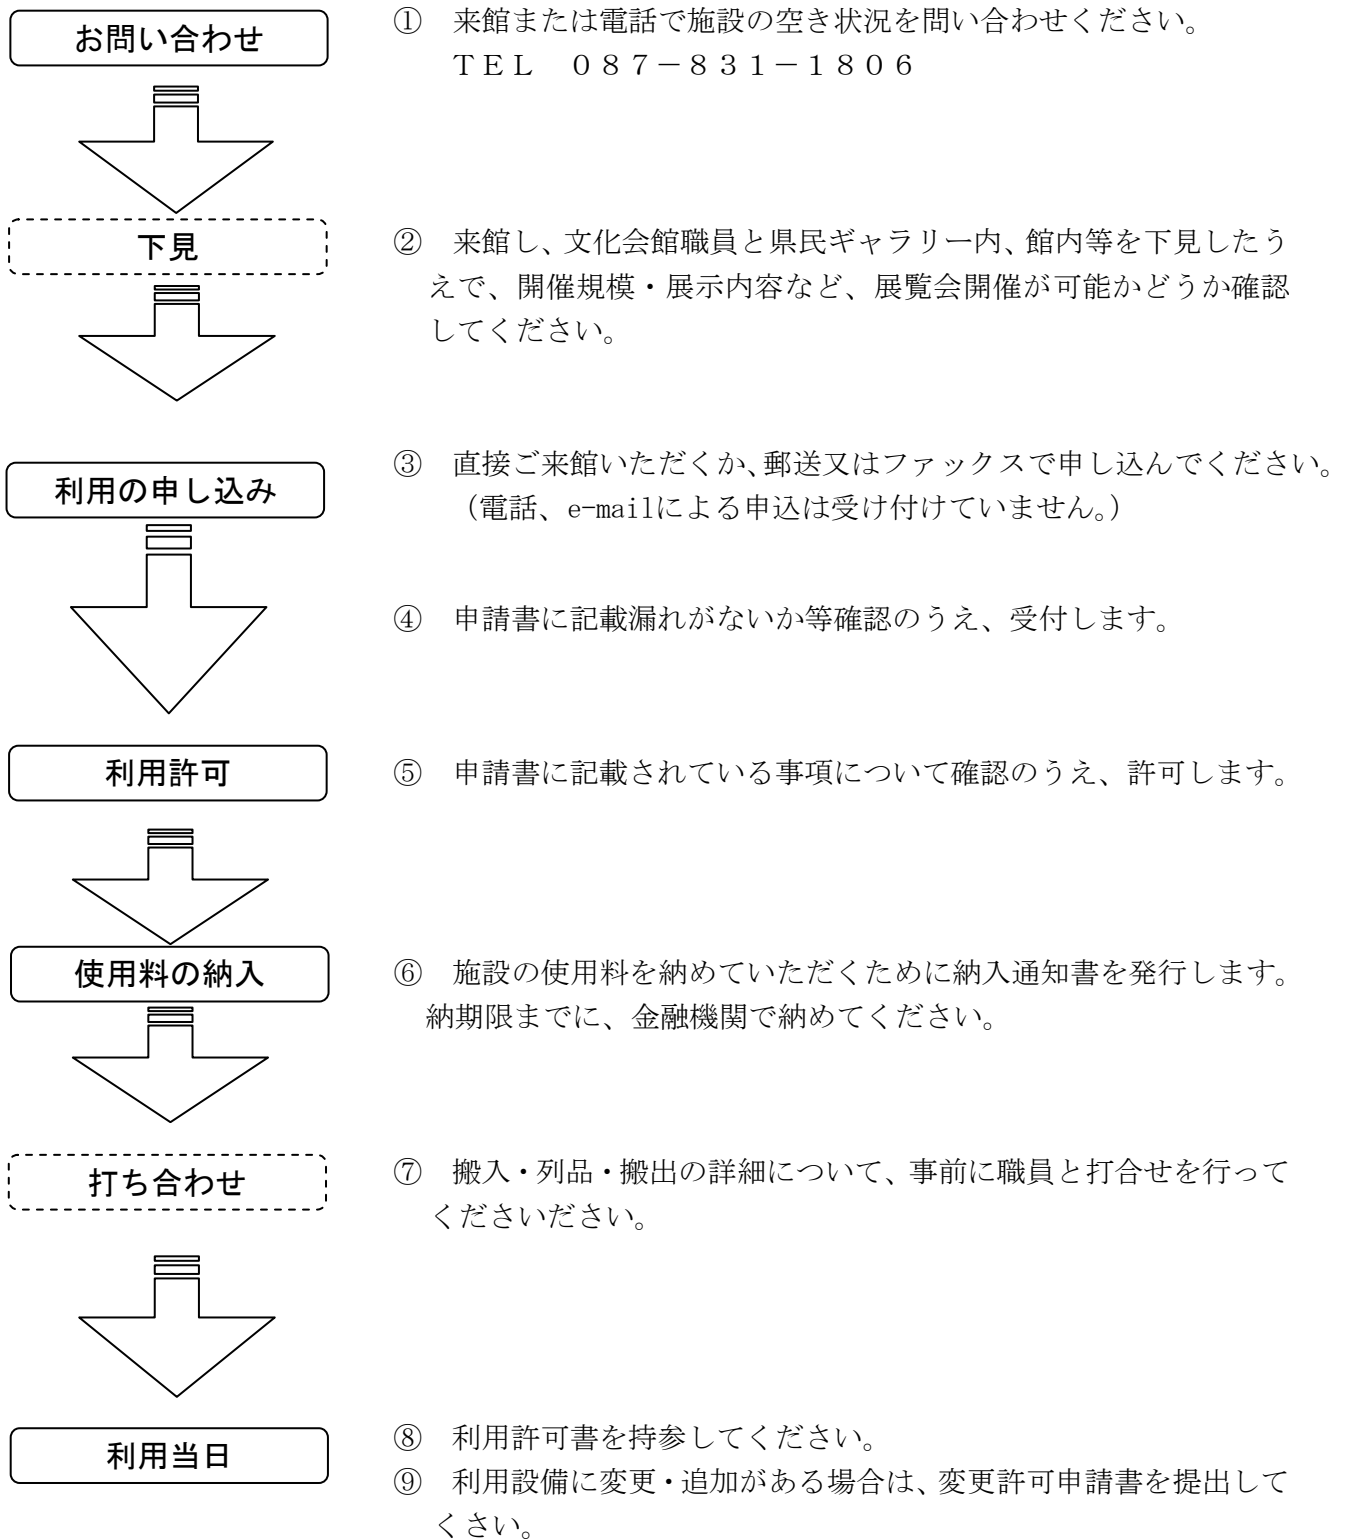 お問い合わせ
① 来館または電話で施設の空き状況を問い合わせください。
ＴＥＬ ０８７－８３１－１８０６
下見
② 来館し、文化会館職員と県民ギャラリー内、館内等を下見したう
えで、開催規模・展示内容など、展覧会開催が可能かどうか確認
してください。
利用の申し込み
③ 直接ご来館いただくか、郵送又はファックスで申し込んでください。
（電話、e-mailによる申込は受け付けていません。）
④ 申請書に記載漏れがないか等確認のうえ、受付します。
利用許可
⑤ 申請書に記載されている事項について確認のうえ、許可します。
使用料の納入
⑥ 施設の使用料を納めていただくために納入通知書を発行します。
納期限までに、金融機関で納めてください。
打ち合わせ
⑦ 搬入・列品・搬出の詳細について、事前に職員と打合せを行って
くださいださい。
利用当日
⑧ 利用許可書を持参してください。
⑨ 利用設備に変更・追加がある場合は、変更許可申請書を提出して
くさい。